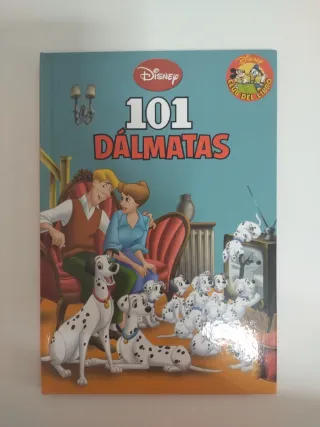 Disney
DISNEY
CLUB DEL LIBRO
101
DÁLMATAS